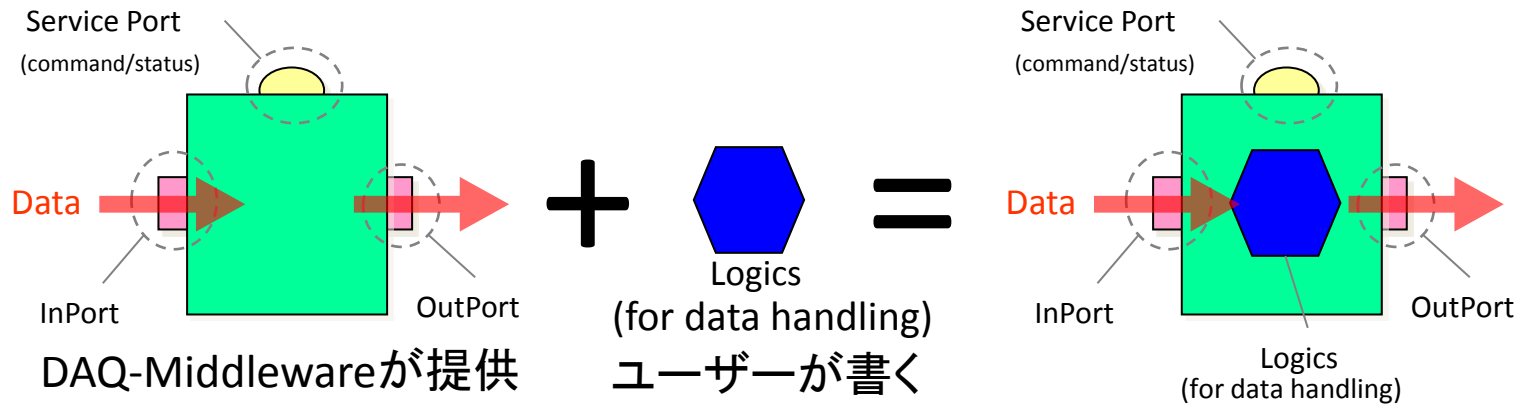 Service Port
(command/status)
Data
InPort
OutPort
DAQ-Middlewareが提供
+
Logics
(for data handling)
ユーザーが書く
=
Service Port
(command/status)
Data
InPort
OutPort
Logics
(for data handling)